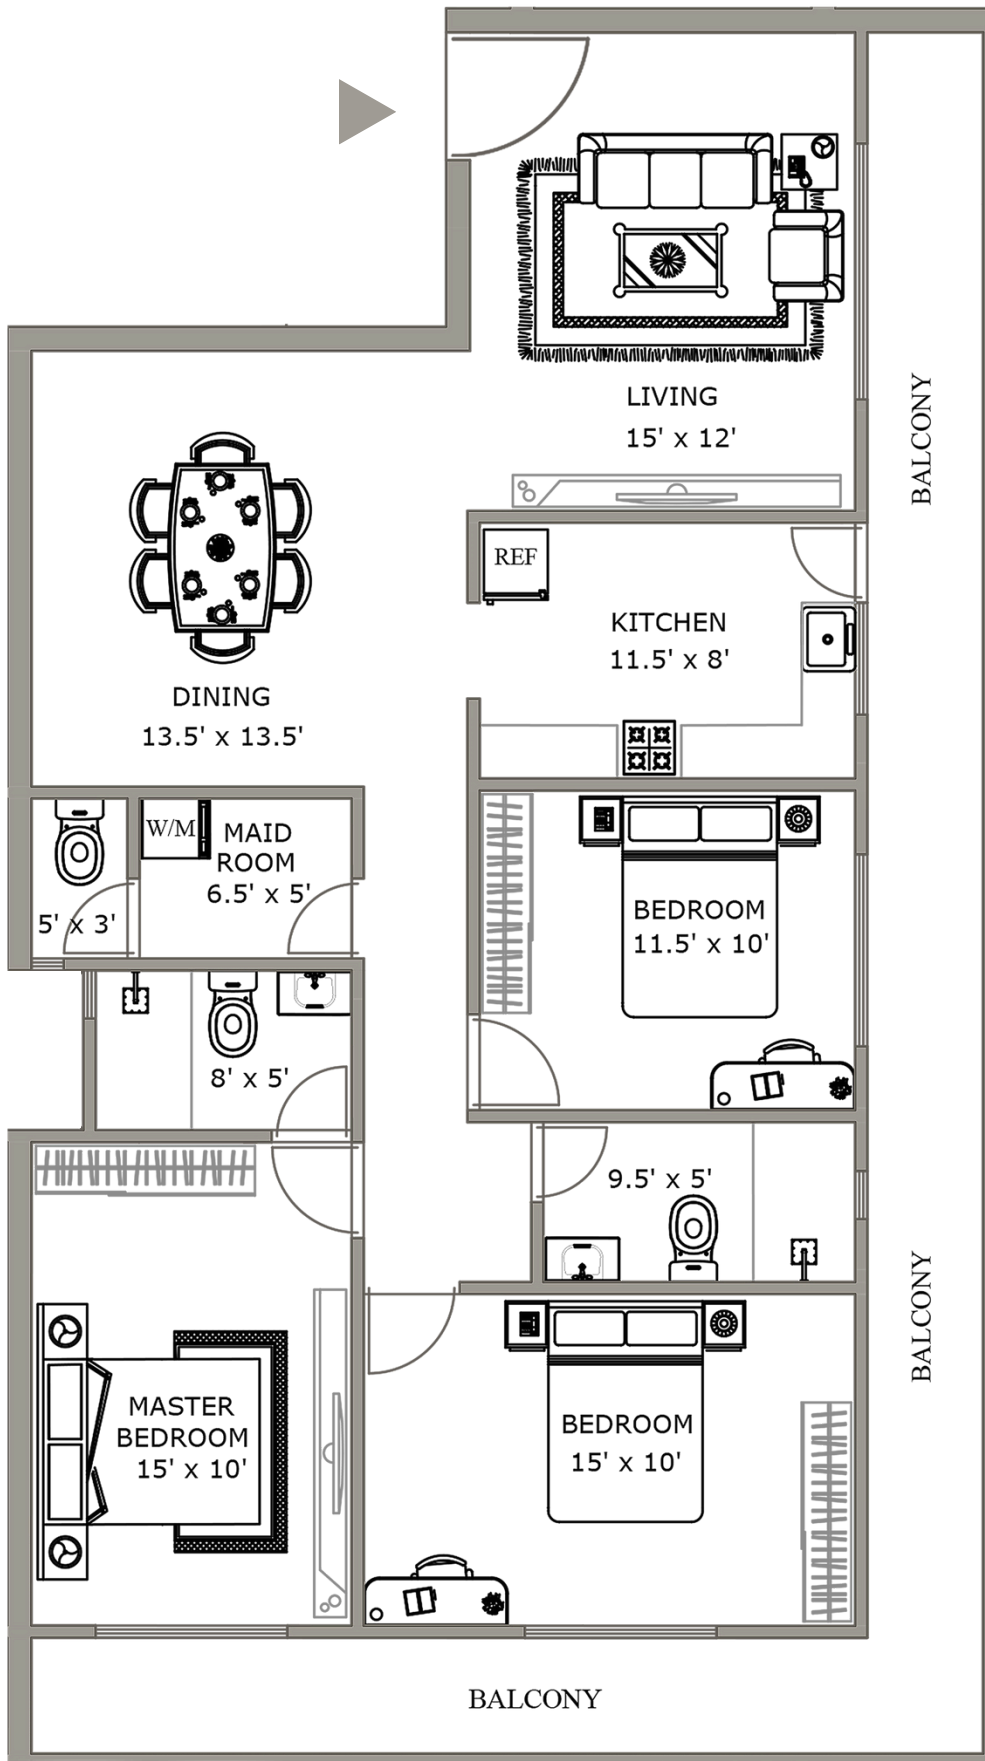 LIVING
15' x 12'
BALCONY
REF
KITCHEN
11.5' x 8'
DINING
13.5' x 13.5'
W/M
MAID
ROOM
6.5' x 5'
5' x 3'
BEDROOM
11.5' x 10'
8' x 5'
9.5' x 5'
BALCONY
MASTER
BEDROOM
15' x 10'
BEDROOM
15' x 10'
BALCONY